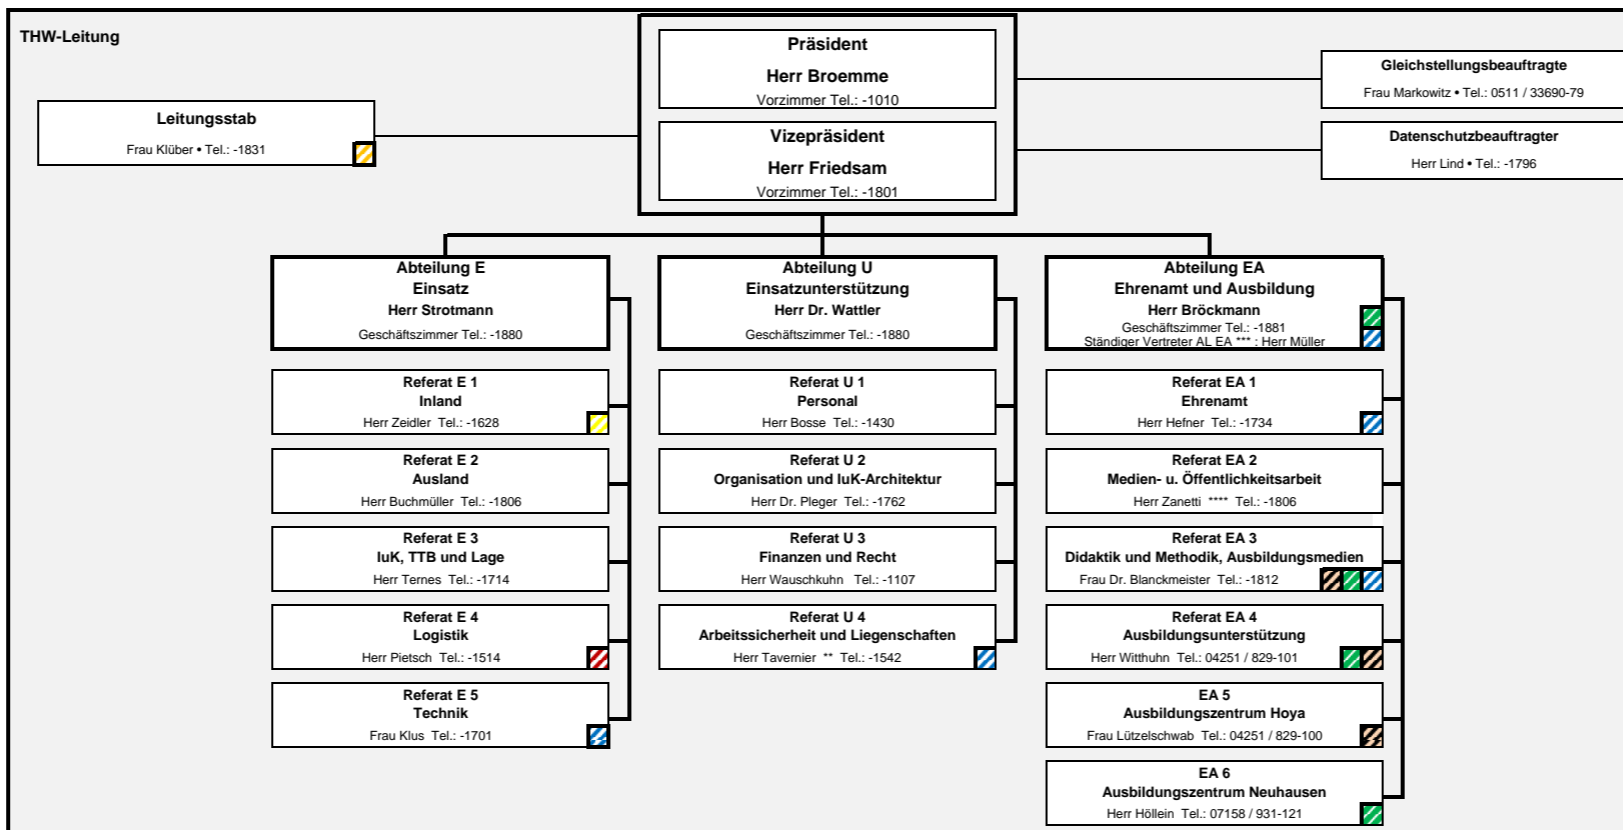 THW-Leitung
Präsident
Herr Broemme
Vorzimmer Tel.: -1010
Vizepräsident
Herr Friedsam
Vorzimmer Tel.: -1801
Leitungsstab
Frau Klüber • Tel.: -1831
Gleichstellungsbeauftragte
Frau Markowitz • Tel.: 0511 / 33690-79
Datenschutzbeauftragter
Herr Lind • Tel.: -1796
Abteilung E
Einsatz
Herr Strotmann
Geschäftszimmer Tel.: -1880
Referat E 1
Inland
Herr Zeidler Tel.: -1628
Referat E 2
Ausland
Herr Buchmüller Tel.: -1806
Referat E 3
IuK, TTB und Lage
Herr Ternes Tel.: -1714
Referat E 4
Logistik
Herr Pietsch Tel.: -1514
Referat E 5
Technik
Frau Klus Tel.: -1701
Abteilung U
Einsatzunterstützung
Herr Dr. Wattler
Geschäftszimmer Tel.: -1880
Referat U 1
Personal
Herr Bosse Tel.: -1430
Referat U 2
Organisation und IuK-Architektur
Herr Dr. Pleger Tel.: -1762
Referat U 3
Finanzen und Recht
Herr Wauschkuhn Tel.: -1107
Referat U 4
Arbeitssicherheit und Liegenschaften
Herr Tavernier ** Tel.: -1542
Abteilung EA
Ehrenamt und Ausbildung
Herr Bröckmann
Geschäftszimmer Tel.: -1881
Ständiger Vertreter AL EA *** : Herr Müller
Referat EA 1
Ehrenamt
Herr Hefner Tel.: -1734
Referat EA 2
Medien- u. Öffentlichkeitsarbeit
Herr Zanetti **** Tel.: -1806
Referat EA 3
Didaktik und Methodik, Ausbildungsmedien
Frau Dr. Blanckmeister Tel.: -1812
Referat EA 4
Ausbildungsunterstützung
Herr Witthuhn Tel.: 04251 / 829-101
EA 5
Ausbildungszentrum Hoya
Frau Lützelschwab Tel.: 04251 / 829-100
EA 6
Ausbildungszentrum Neuhausen
Herr Höllein Tel.: 07158 / 931-121